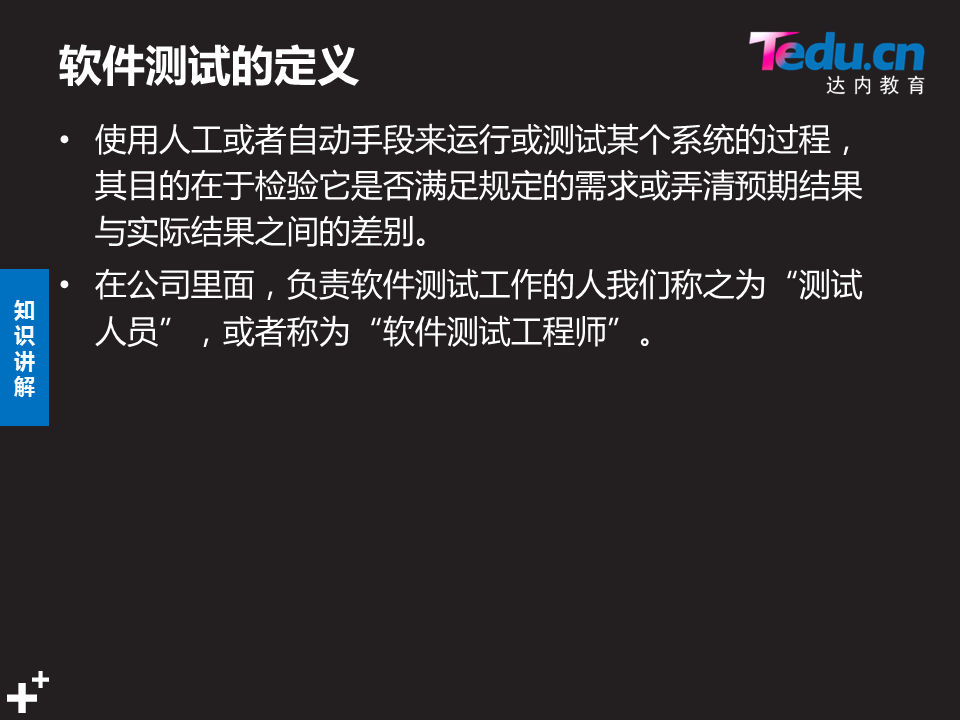 软件测试的定义
Tedu.cn
达内教育
• 使用人工或者自动手段来运行或测试某个系统的过程，
其目的在于检验它是否满足规定的需求或弄清预期结果
与实际结果之间的差别。
• 在公司里面，负责软件测试工作的人我们称之为“测试
人员”，或者称为“软件测试工程师”。
知
识
讲
解